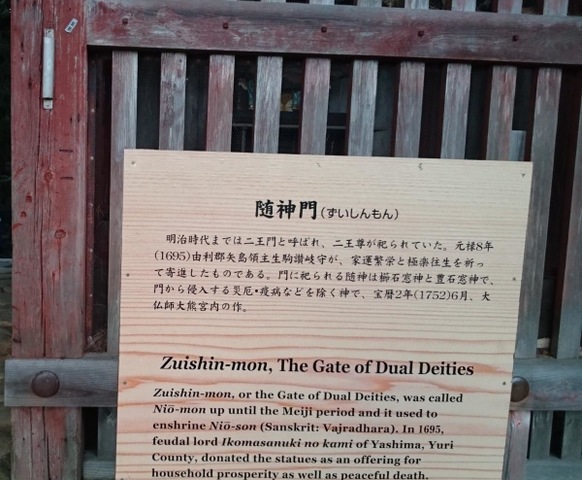 随神門（ずいしんもん）
明治時代までは二王門と呼ばれ、二王尊が祀られていた。元禄8年
(1695)由利郡矢島領主生駒讃岐守が、家運繁栄と極楽往生を祈っ
て寄進したものである。門に祀られる随神は櫛石窓神と豊石窓神で、
門から侵入する災厄・疫病などを除く神で、宝暦2年(1752)6月、大
仏師大熊宮内の作。
Zuishin-mon, The Gate of Dual Deities
Zuishin-mon, or the Gate of Dual Deities, was called
Niō-mon up until the Meiji period and it used to
enshrine Niō-son (Sanskrit: Vajradhara). In 1695,
feudal lord Ikomasanuki no kami of Yashima, Yuri
County, donated the statues as an offering for
household prosperity as well as peaceful death.